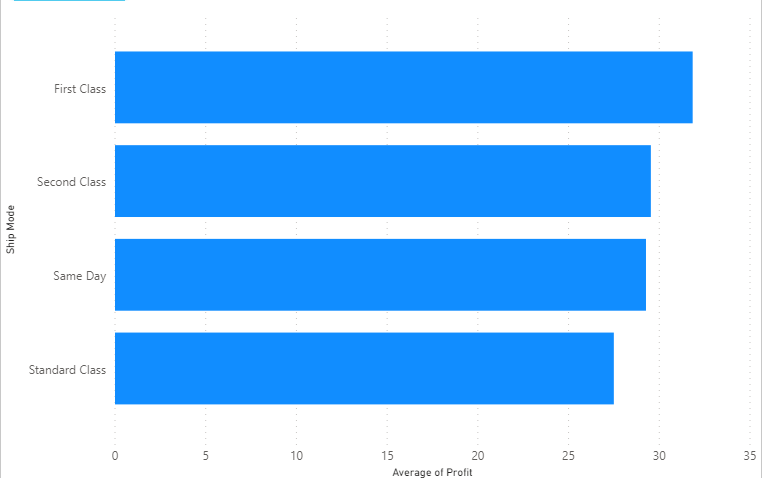 First Class
Second Class
Same Day
Standard Class
Ship Mode
0 5 10 15 20 25 30 35
Average of Profit